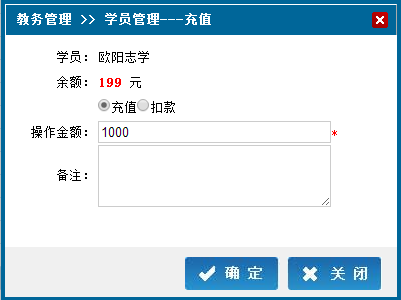 教务管理 >> 学员管理---充值
学员： 欧阳志学
余额： 199 元
充值 扣款
操作金额： 1000 *
备注：
确 定 关 闭